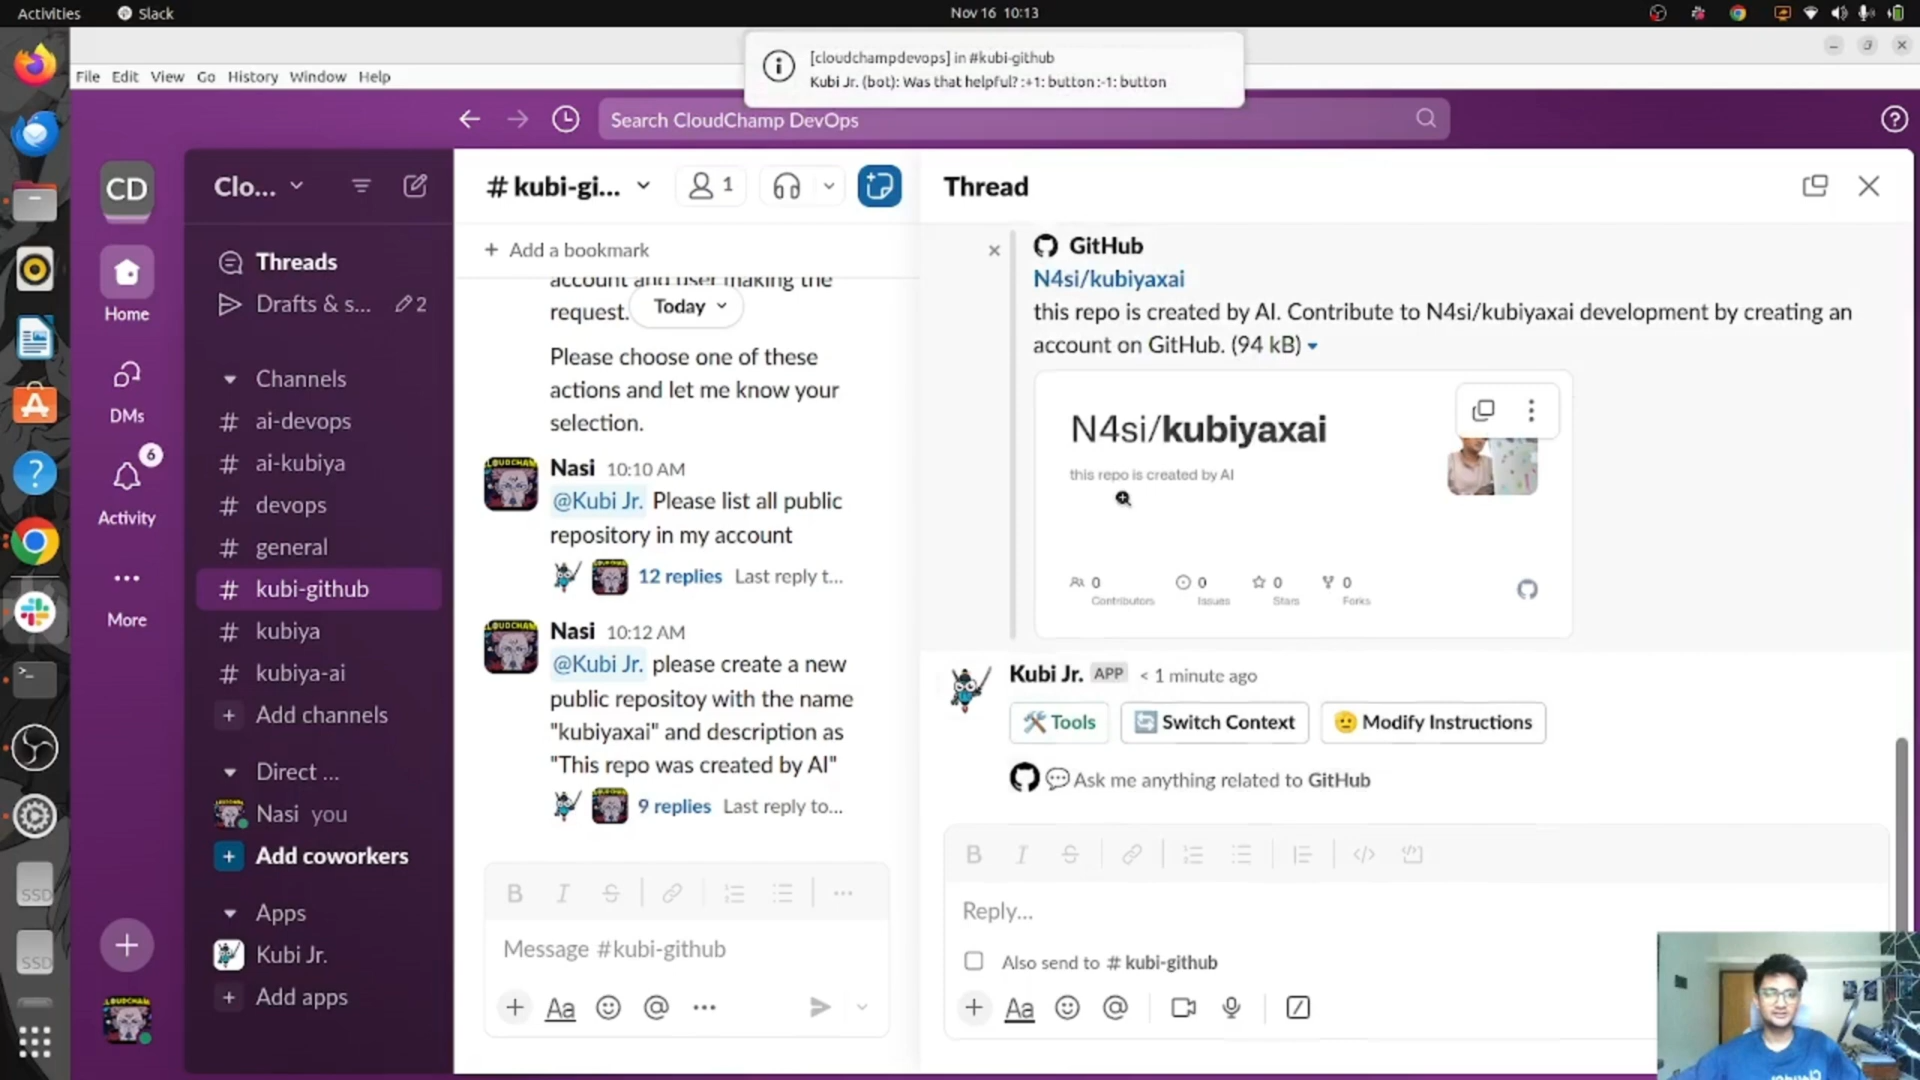 Activities
Slack
Nov 16 10:13
[cloudchampdevops] in #kubi-github
Kubi Jr. (bot): Was that helpful? :+1: button :-1: button
File Edit View Go History Window Help
Search CloudChamp DevOps
CD
Home
DMs
6
Activity
More
Clo...
Threads
Drafts & s... 2
Channels
# ai-devops
# ai-kubiya
# devops
# general
# kubi-github
# kubiya
# kubiya-ai
+ Add channels
Direct ...
Nasi you
+ Add coworkers
Apps
Kubi Jr.
+ Add apps
# kubi-gi...
1
+ Add a bookmark
account and user making the
request.
Today
Please choose one of these
actions and let me know your
selection.
Nasi 10:10 AM
@Kubi Jr. Please list all public
repository in my account
12 replies Last reply t...
Nasi 10:12 AM
@Kubi Jr. please create a new
public repositoy with the name
"kubiyaxai" and description as
"This repo was created by AI"
9 replies Last reply to...
Message #kubi-github
Thread
GitHub
N4si/kubiyaxai
this repo is created by AI. Contribute to N4si/kubiyaxai development by creating an
account on GitHub. (94 kB)
N4si/kubiyaxai
this repo is created by AI
0 Contributors
0 Issues
0 Stars
0 Forks
Kubi Jr. APP < 1 minute ago
Tools
Switch Context
Modify Instructions
Ask me anything related to GitHub
Reply...
Also send to # kubi-github
SSD
SSD